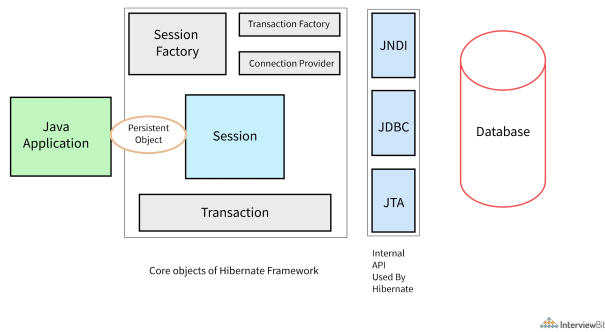 Session
Factory
Transaction Factory
Connection Provider
Java
Application
Persistent
Object
Session
Transaction
Core objects of Hibernate Framework
JNDI
JDBC
JTA
Internal
API
Used By
Hibernate
Database
InterviewBit